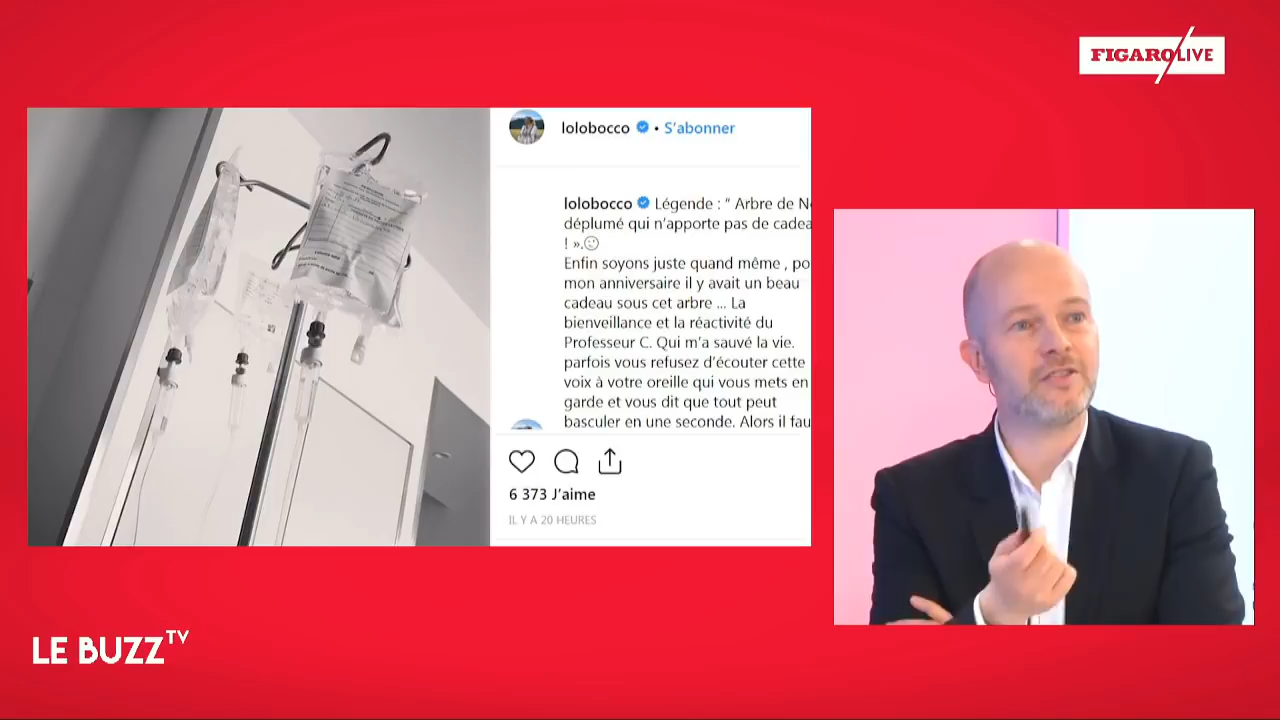 FIGARO LIVE
lolobocco • S'abonner
lolobocco Légende : “ Arbre de N
déplumé qui n'apporte pas de cadea
! ».
Enfin soyons juste quand même , po
mon anniversaire il y avait un beau
cadeau sous cet arbre ... La
bienveillance et la réactivité du
Professeur C. Qui m'a sauvé la vie.
parfois vous refusez d'écouter cette
voix à votre oreille qui vous mets en
garde et vous dit que tout peut
basculer en une seconde. Alors il fau
6 373 J'aime
IL Y A 20 HEURES
LE BUZZ TV